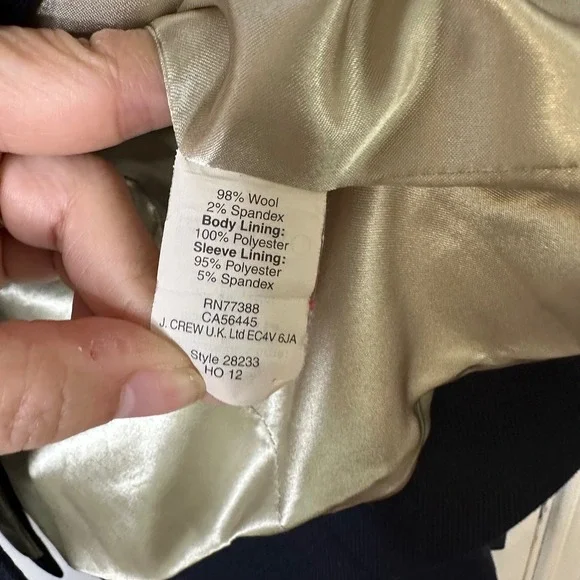 98% Wool
2% Spandex
Body Lining:
100% Polyester
Sleeve Lining:
95% Polyester
5% Spandex
RN77388
CA56445
J. CREW U.K. Ltd EC4V 6JA
Style 28233
HO 12